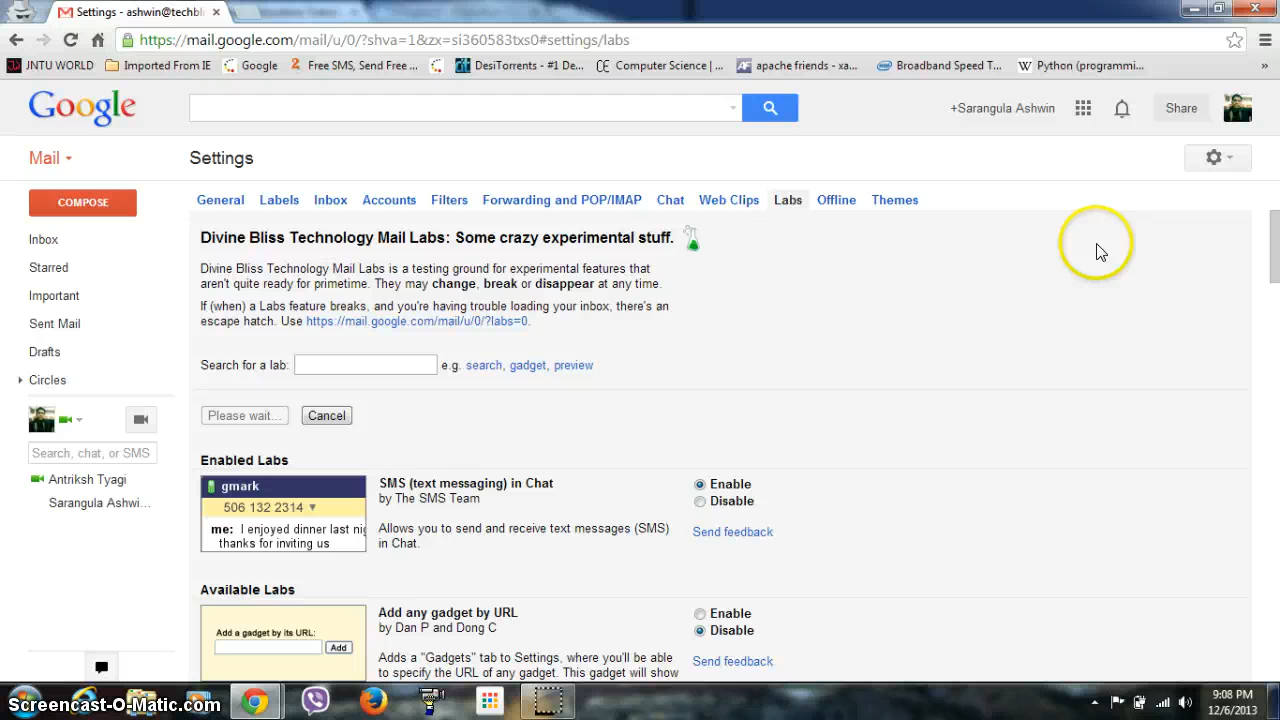 Settings - ashwin@techbli
https://mail.google.com/mail/u/0/?shva=1&zx=si360583txs0#settings/labs
JNTU WORLD Imported From IE Google Free SMS, Send Free ... DesiTorrents - #1 De... Computer Science | ... apache friends - xa... Broadband Speed T... Python (programmi... »
Google +Sarangula Ashwin Share
Mail Settings
COMPOSE General Labels Inbox Accounts Filters Forwarding and POP/IMAP Chat Web Clips Labs Offline Themes
Inbox
Starred
Important
Sent Mail
Drafts
Circles
Search, chat, or SMS
Antriksh Tyagi
Sarangula Ashwi...
Divine Bliss Technology Mail Labs: Some crazy experimental stuff.
Divine Bliss Technology Mail Labs is a testing ground for experimental features that
aren't quite ready for primetime. They may change, break or disappear at any time.
If (when) a Labs feature breaks, and you're having trouble loading your inbox, there's an
escape hatch. Use https://mail.google.com/mail/u/0/?labs=0.
Search for a lab: e.g. search, gadget, preview
Please wait... Cancel
Enabled Labs
gmark
506 132 2314
me: I enjoyed dinner last nig
thanks for inviting us
SMS (text messaging) in Chat
by The SMS Team
Allows you to send and receive text messages (SMS)
in Chat.
Enable
Disable
Send feedback
Available Labs
Add a gadget by its URL:
Add
Add any gadget by URL
by Dan P and Dong C
Adds a "Gadgets" tab to Settings, where you'll be able
to specify the URL of any gadget. This gadget will show
Enable
Disable
Send feedback
Screencast-O-Matic.com
9:08 PM
12/6/2013